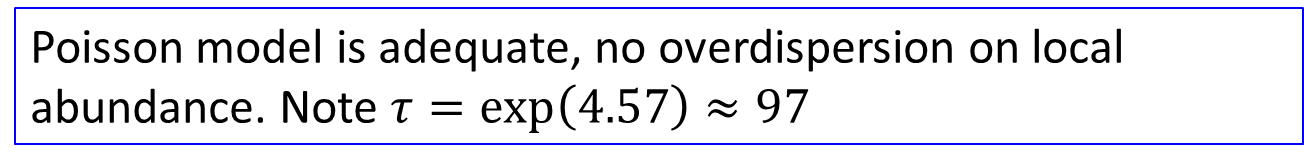 Poisson model is adequate, no overdispersion on local
abundance. Note 𝜏 = exp(4.57) ≈ 97